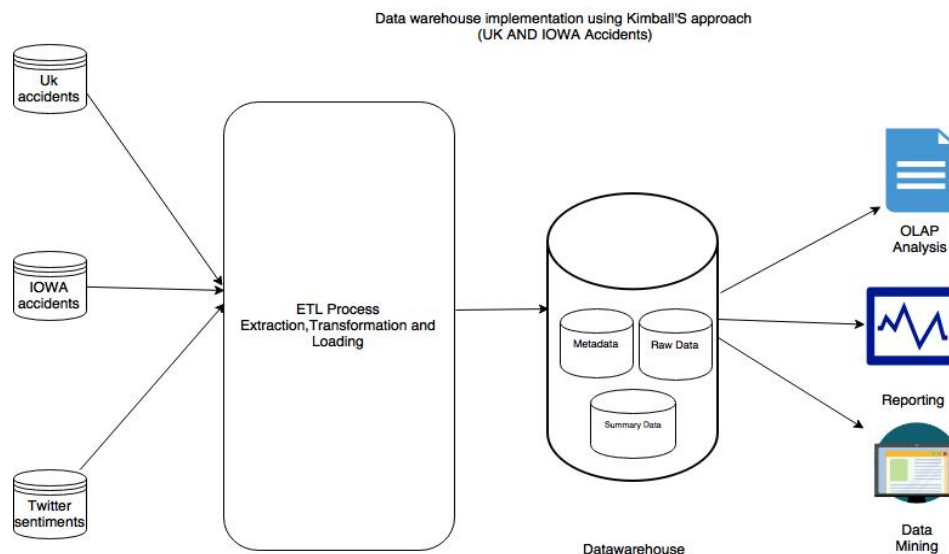 Data warehouse implementation using Kimball'S approach
(UK AND IOWA Accidents)
Uk
accidents
IOWA
accidents
Twitter
sentiments
ETL Process
Extraction,Transformation and
Loading
Metadata
Raw Data
Summary Data
Datawarehouse
OLAP
Analysis
Reporting
Data
Mining